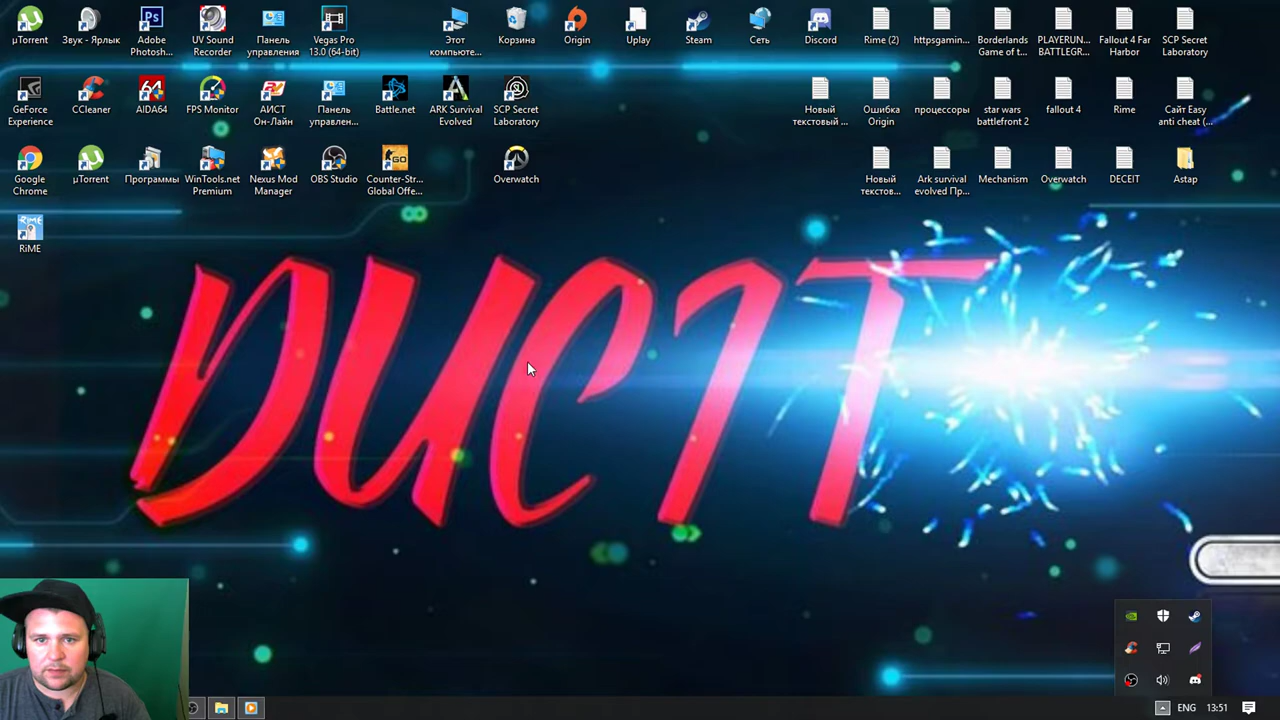 µTorrent
Звук - Ярлык
Adobe
Photosh...
IV Sound
Recorder
Панель
управления
Vegas Pro
13.0 (64-bit)
Этот
компьюте...
Корзина
Origin
Uplay
Steam
Сеть
Discord
Rime (2)
httpsgamin...
Borderlands
Game of t...
PLAYERUN...
BATTLEGR...
Fallout 4 Far
Harbor
SCP Secret
Laboratory
GeForce
Experience
CCleaner
64
AIDA64
FPS Monitor
АИСТ
Он-Лайн
Панель
управлен...
Battle.net
ARK Survival
Evolved
SCP Secret
Laboratory
Новый
текстовый ...
Ошибка
Origin
процессоры
star wars
battlefront 2
fallout 4
Rime
Сайт Easy
anti cheat (...
Google
Chrome
µTorrent
Программы
WinTools.net
Premium
Nexus Mod
Manager
OBS Studio
Counter-Str...
Global Offe...
Overwatch
Новый
текстов...
Ark survival
evolved Пр...
Mechanism
Overwatch
DECEIT
Astap
RiME
DUCTT
ENG 13:51